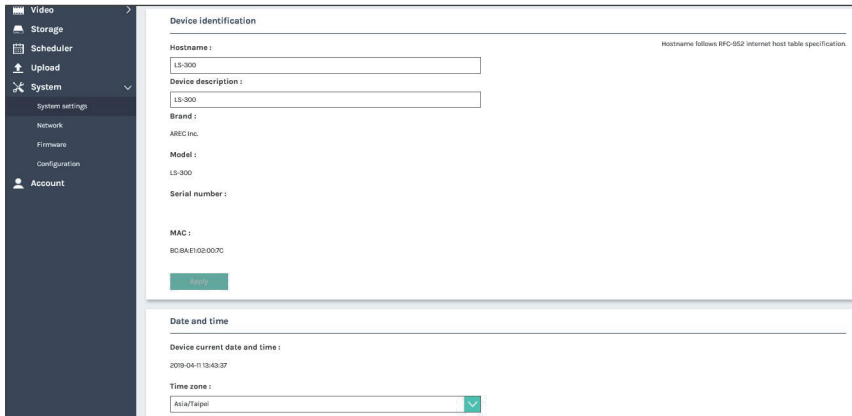 Video
Storage
Scheduler
Upload
System
System settings
Network
Firmware
Configuration
Account
Device identification
Hostname :
Hostname follows RFC-952 internet host table specification.
LS-300
Device description :
LS-300
Brand :
AREC Inc.
Model :
LS-300
Serial number :
MAC :
BC:8A:E1:02:00:7C
Apply
Date and time
Device current date and time :
2019-04-11 13:43:37
Time zone :
Asia/Taipei